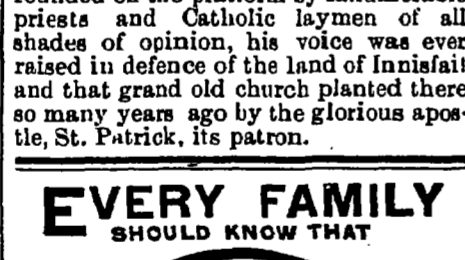 priests and Catholic laymen of all
shades of opinion, his voice was ever
raised in defence of the land of Innisfail
and that grand old church planted there
so many years ago by the glorious apos-
tle, St. Patrick, its patron.
EVERY FAMILY
SHOULD KNOW THAT